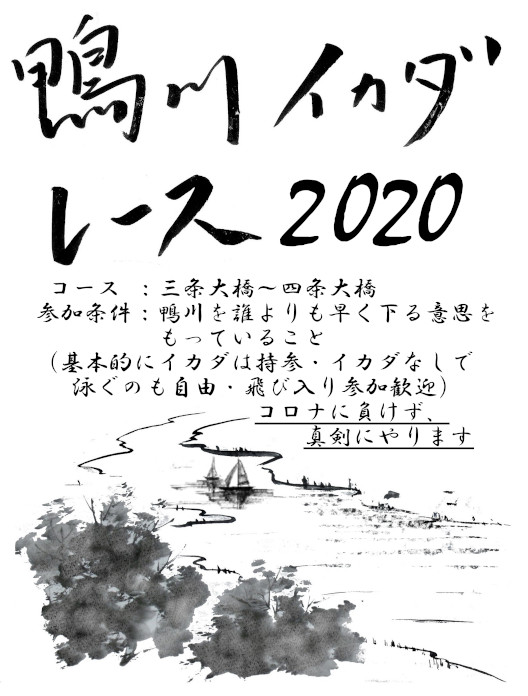 鴨川イカダ
レース2020
コース：三条大橋～四条大橋
参加条件：鴨川を誰よりも早く下る意思を
もっていること
（基本的にイカダは持参・イカダなしで
泳ぐのも自由・飛び入り参加歓迎）
コロナに負けず、
真剣にやります